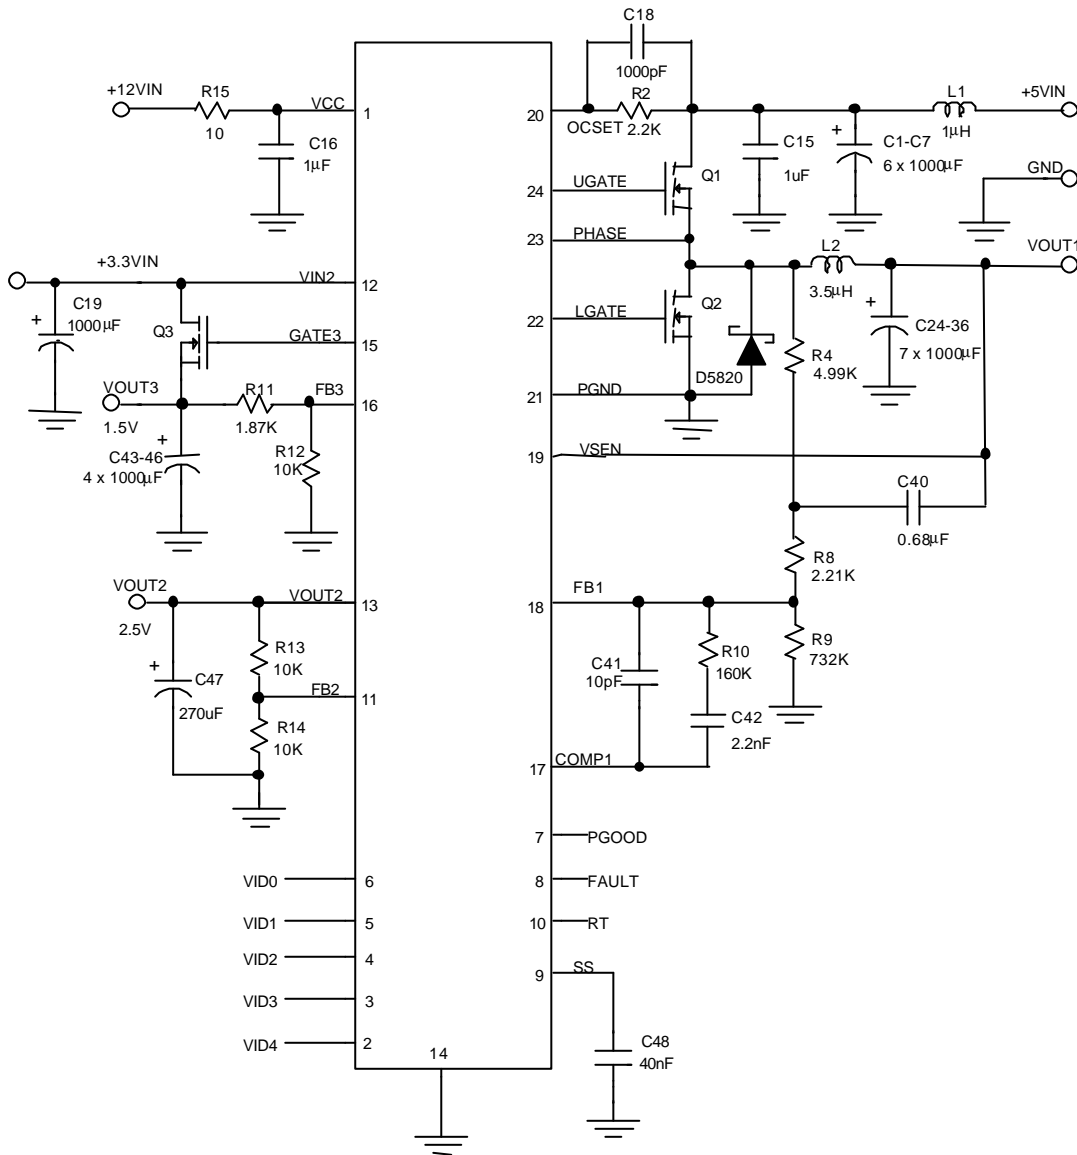 C18
1000pF
+12VIN
R15
10
VCC
1
C16
1µF
20
OCSET
R2
2.2K
L1
1µH
+5VIN
C15
1uF
+
C1-C7
6 x 1000µF
GND
24
UGATE
Q1
23
PHASE
L2
3.5µH
VOUT1
+3.3VIN
VIN2
12
C19
+
1000µF
Q3
GATE3
15
22
LGATE
Q2
+
C24-36
7 x 1000µF
R4
4.99K
D5820
21
PGND
VOUT3
1.5V
R11
1.87K
FB3
16
+
C43-46
4 x 1000µF
R12
10K
19
VSEN
C40
0.68µF
R8
2.21K
VOUT2
2.5V
VOUT2
13
18
FB1
R13
10K
+
C47
270uF
FB2
11
R14
10K
C41
10pF
R10
160K
R9
732K
C42
2.2nF
17
COMP1
7
PGOOD
VID0
6
8
FAULT
VID1
5
10
RT
VID2
4
9
SS
VID3
3
VID4
2
14
C48
40nF